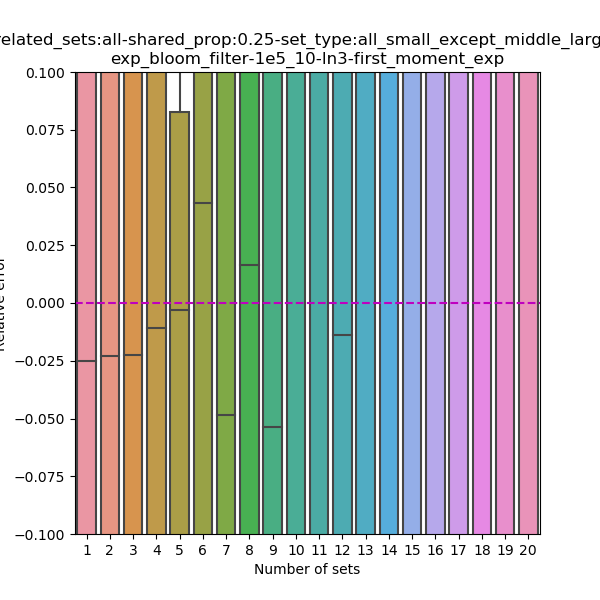 related_sets:all-shared_prop:0.25-set_type:all_small_except_middle_larg
exp_bloom_filter-1e5_10-ln3-first_moment_exp
0.100
0.075
0.050
0.025
0.000
−0.025
−0.050
−0.075
−0.100
Relative error
1 2 3 4 5 6 7 8 9 10 11 12 13 14 15 16 17 18 19 20
Number of sets